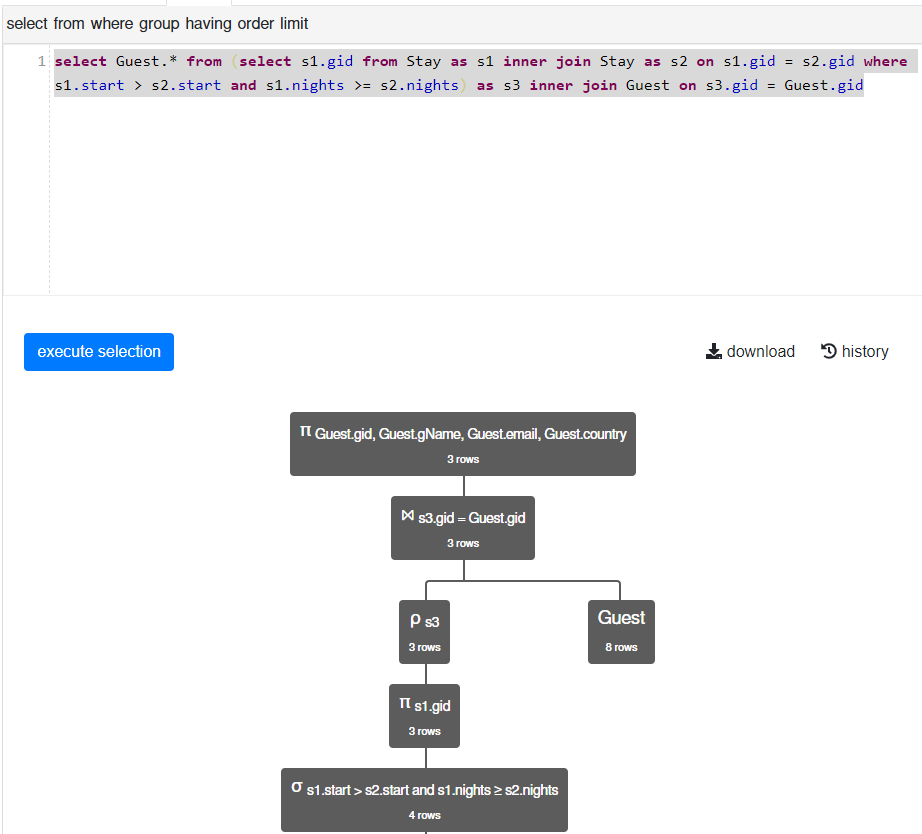 select from where group having order limit
1 select Guest.* from (select s1.gid from Stay as s1 inner join Stay as s2 on s1.gid = s2.gid where
s1.start > s2.start and s1.nights >= s2.nights) as s3 inner join Guest on s3.gid = Guest.gid
execute selection
download
history
π Guest.gid, Guest.gName, Guest.email, Guest.country
3 rows
⋈ s3.gid = Guest.gid
3 rows
ρ s3
3 rows
Guest
8 rows
π s1.gid
3 rows
σ s1.start > s2.start and s1.nights ≥ s2.nights
4 rows